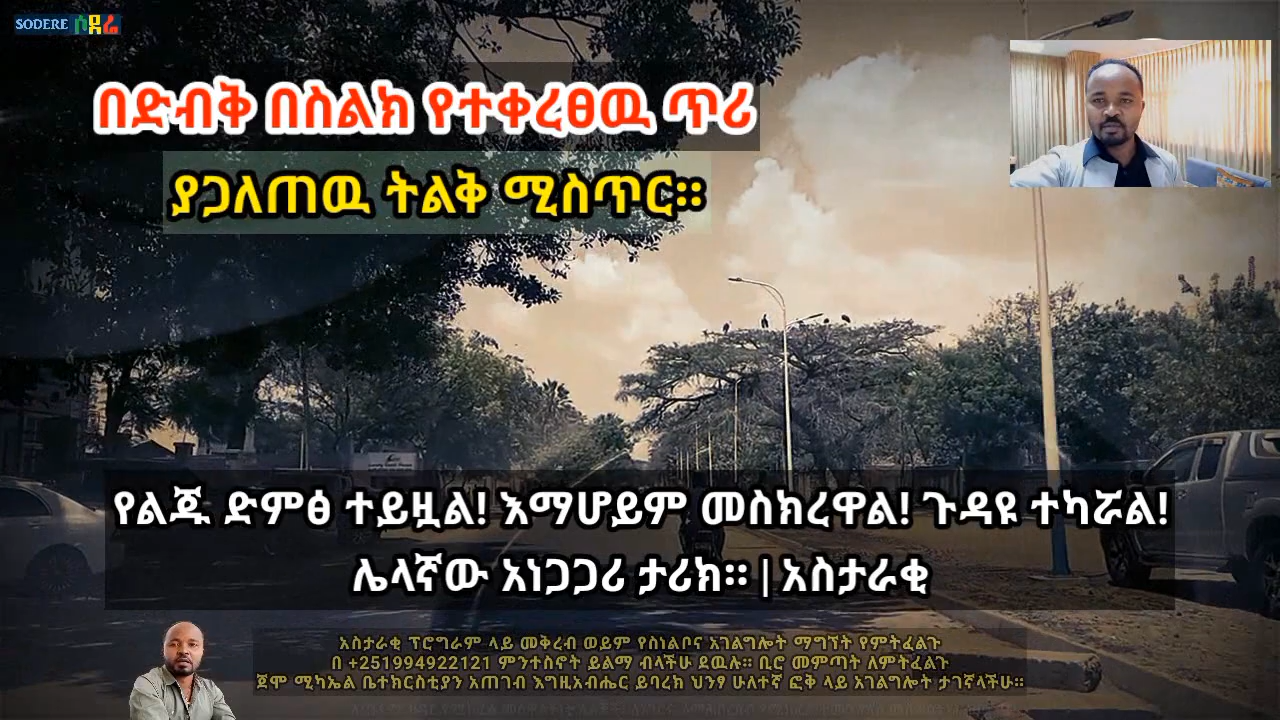 SODERE ሶደሬ
በድብቅ በስልክ የተቀረፀዉ ጥሪ
ያጋለጠዉ ትልቅ ሚስጥር።
የልጁ ድምፅ ተይዟል! እማሆይም መስክረዋል! ጉዳዩ ተካሯል!
ሌላኛው አነጋጋሪ ታሪክ። | አስታራቂ
አስታራቂ ፕሮግራም ላይ መቅረብ ወይም የስነልቦና አገልግሎት ማግኘት የምትፈልጉ
በ +251994922121 ምንተስኖት ይልማ ብላችሁ ደዉሉ። ቢሮ መምጣት ለምትፈልጉ
ጀሞ ሚካኤል ቤተክርስቲያን አጠገብ እግዚአብሔር ይባረክ ህንፃ ሁለተኛ ፎቅ ላይ አገልግሎት ታገኛላችሁ።